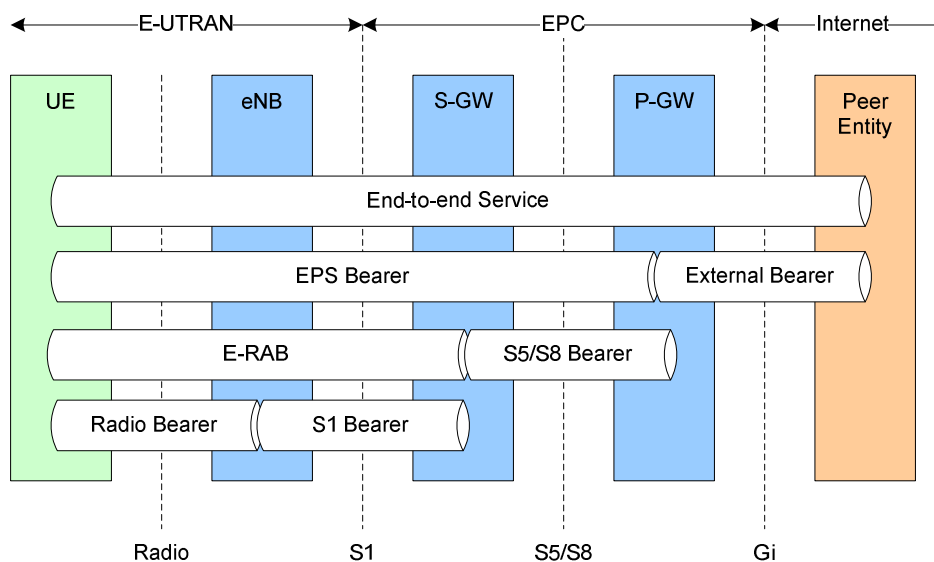 E-UTRAN EPC Internet
UE eNB S-GW P-GW Peer
Entity
End-to-end Service
EPS Bearer External Bearer
E-RAB S5/S8 Bearer
Radio Bearer S1 Bearer
Radio S1 S5/S8 Gi